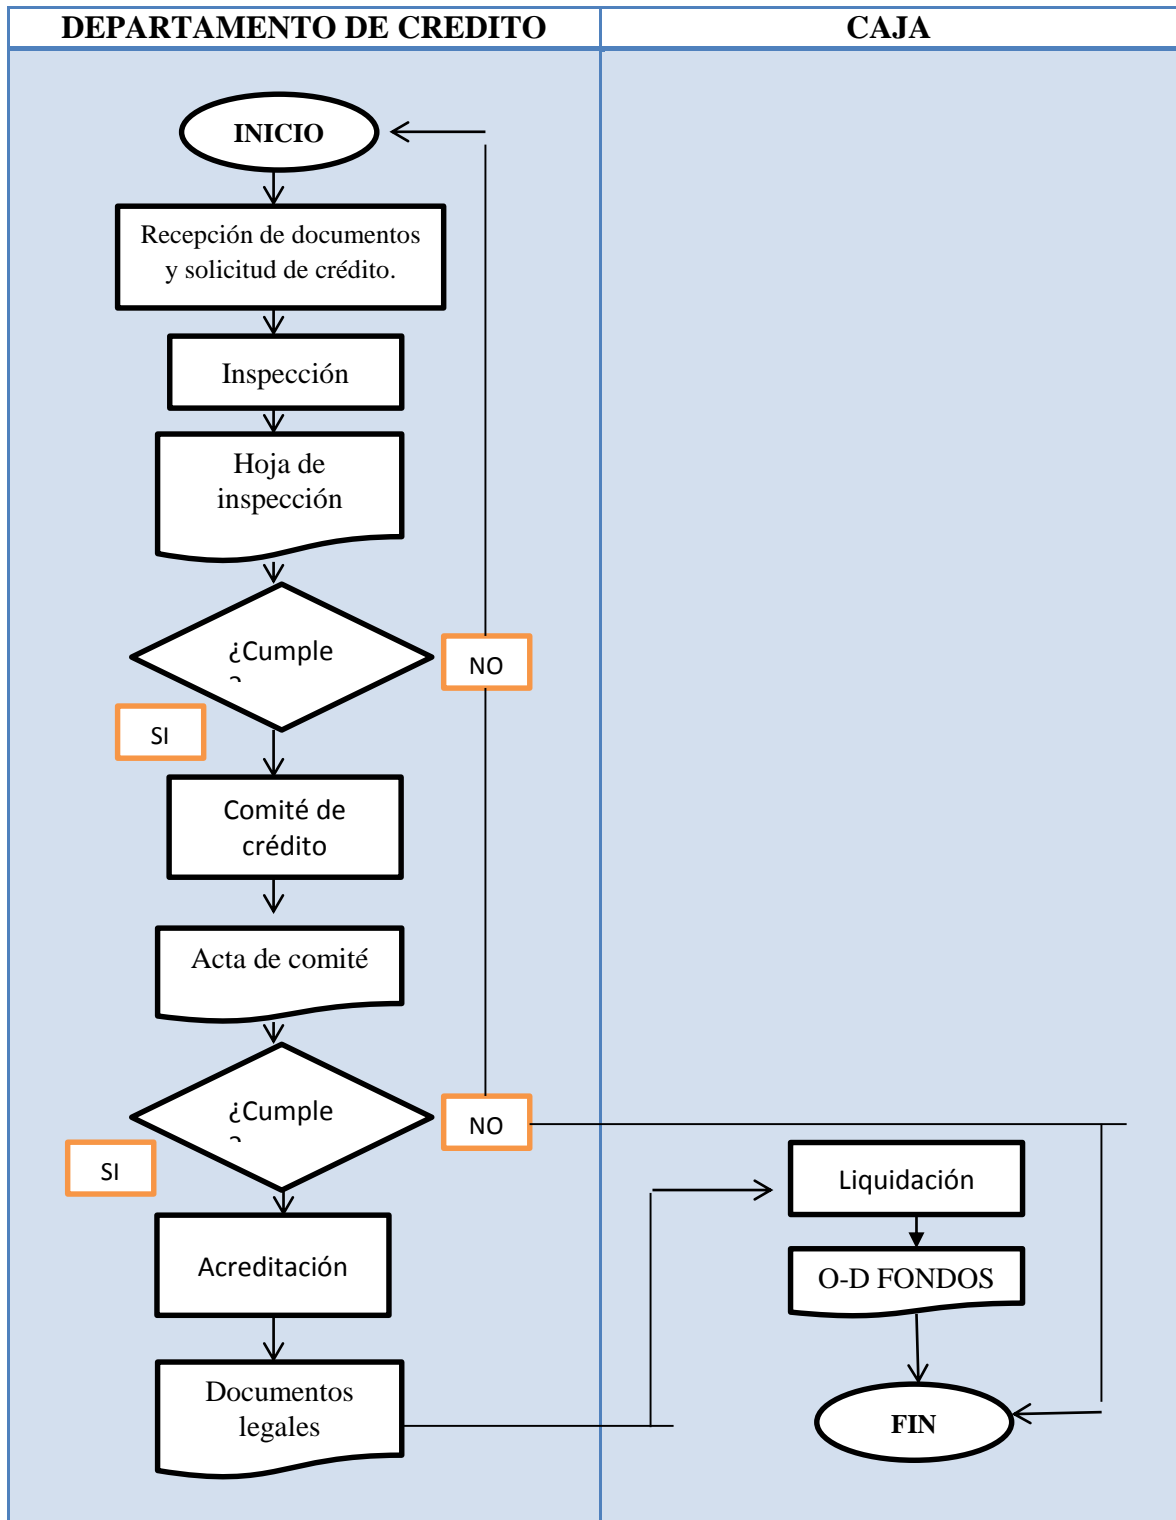 DEPARTAMENTO DE CREDITO
CAJA
INICIO
Recepción de documentos
y solicitud de crédito.
Inspección
Hoja de
inspección
¿Cumple
NO
SI
Comité de
crédito
Acta de comité
¿Cumple
NO
SI
Acreditación
Documentos
legales
Liquidación
O-D FONDOS
FIN